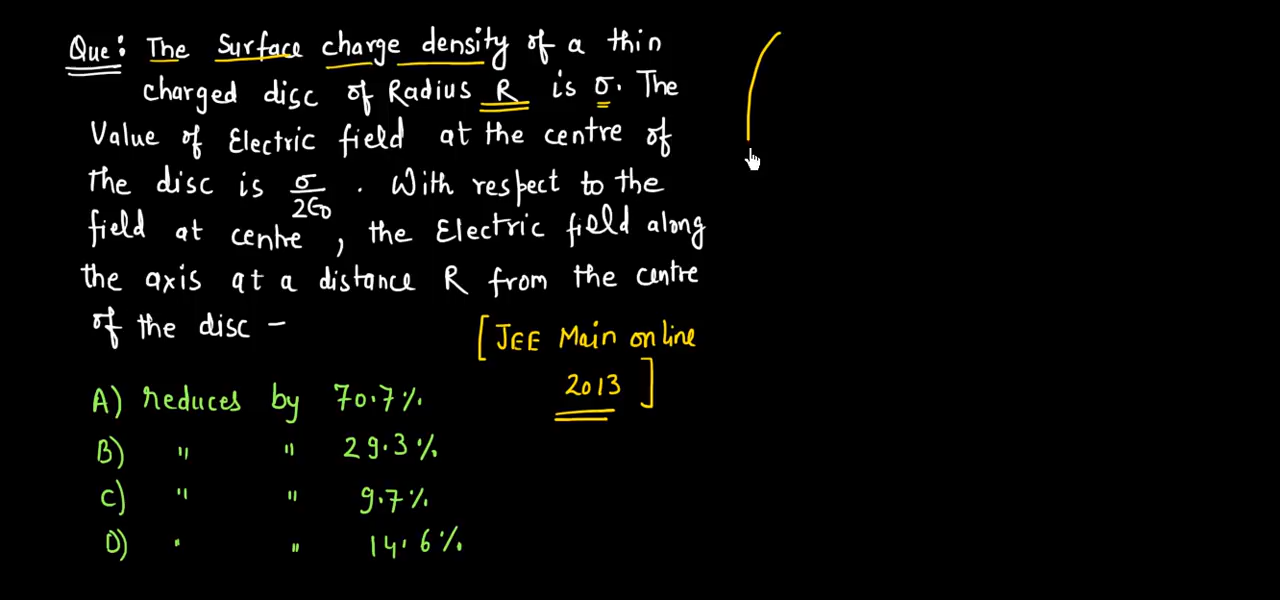 Que: The Surface charge density of a thin
charged disc of Radius R is σ. The
Value of Electric field at the centre of
the disc is σ/2ϵ0 . With respect to the
field at centre, the Electric field along
the axis at a distance R from the centre
of the disc –
[JEE Main online
2013]
A) reduces by 70.7%
B) " " 29.3%
C) " " 9.7%
D) " " 14.6%